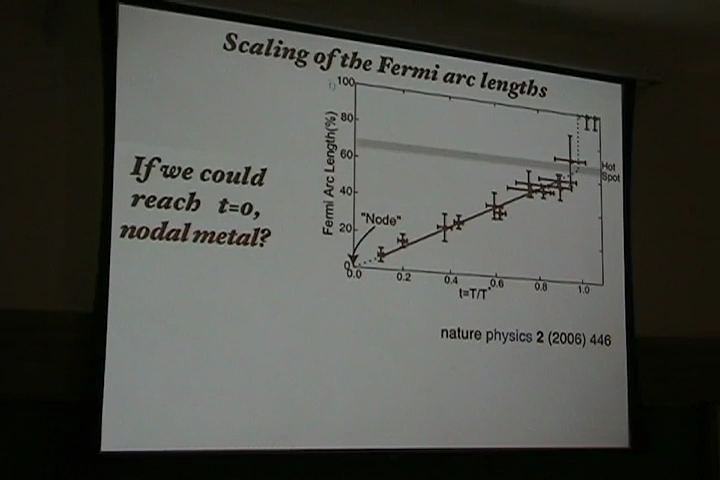 Scaling of the Fermi arc lengths
If we could
reach t=0,
nodal metal?
Fermi Arc Length(%)
100
80
60
40
20
0
"Node"
Hot
Spot
0.0
0.2
0.4
0.6
0.8
1.0
t=T/T*
nature physics 2 (2006) 446